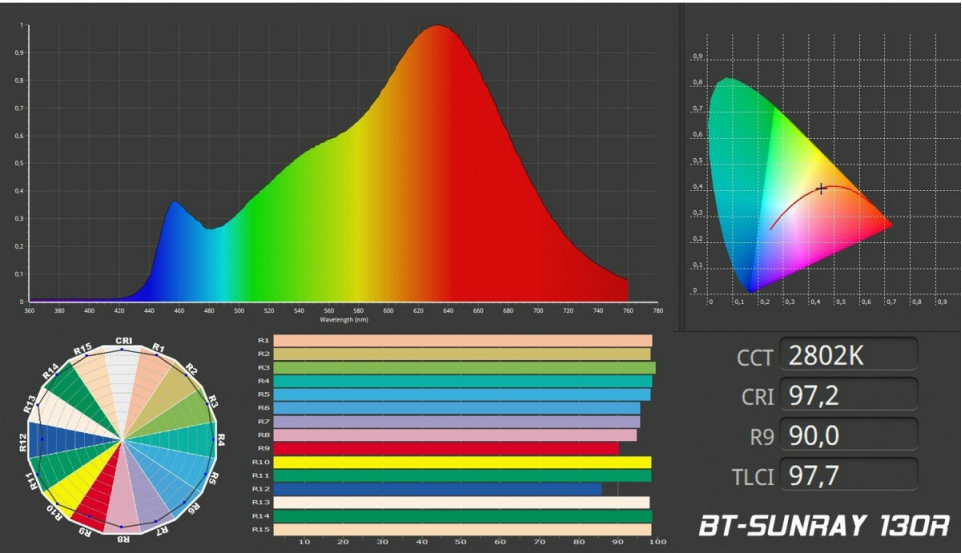 1
0,9
0,8
0,7
0,6
0,5
0,4
0,3
0,2
0,1
0
360 380 400 420 440 460 480 500 520 540 560 580 600 620 640 660 680 700 720 740 760 780
Wavelength (nm)
0,9
0,8
0,7
0,6
0,5
0,4
0,3
0,2
0,1
0
0 0,1 0,2 0,3 0,4 0,5 0,6 0,7 0,8 0,9
CRI
R1
R2
R3
R4
R5
R6
R7
R8
R9
R10
R11
R12
R13
R14
R15
R1
R2
R3
R4
R5
R6
R7
R8
R9
R10
R11
R12
R13
R14
R15
10 20 30 40 50 60 70 80 90 100
CCT 2802K
CRI 97,2
R9 90,0
TLCI 97,7
BT-SUNRAY 130R